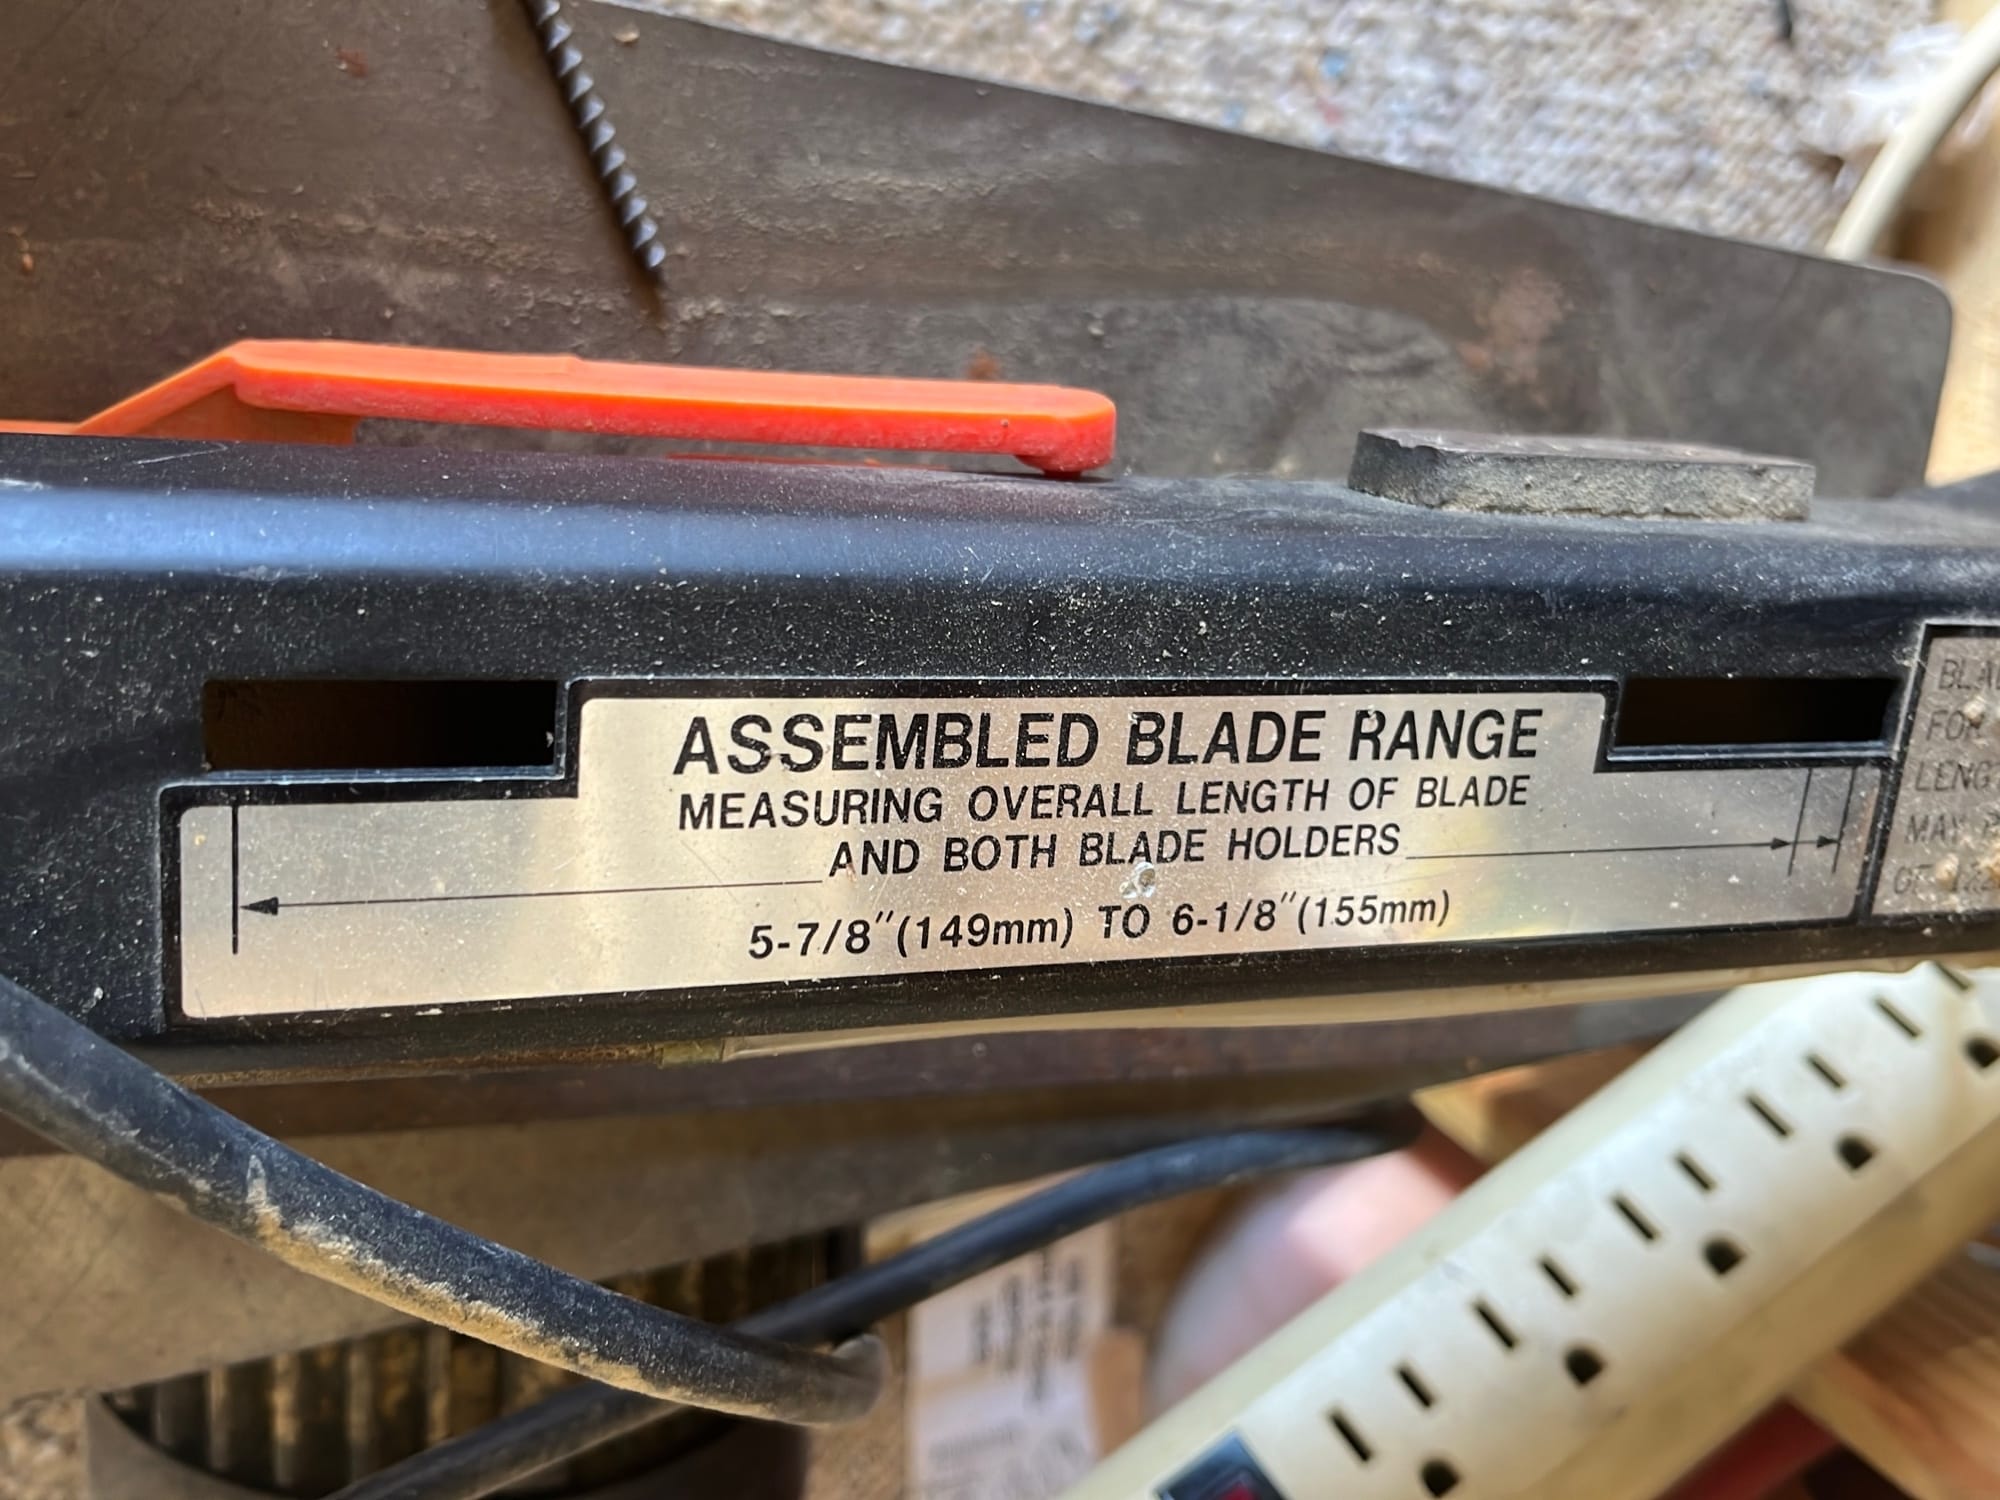 ASSEMBLED BLADE RANGE
MEASURING OVERALL LENGTH OF BLADE
AND BOTH BLADE HOLDERS
5-7/8"(149mm) TO 6-1/8"(155mm)
FOR